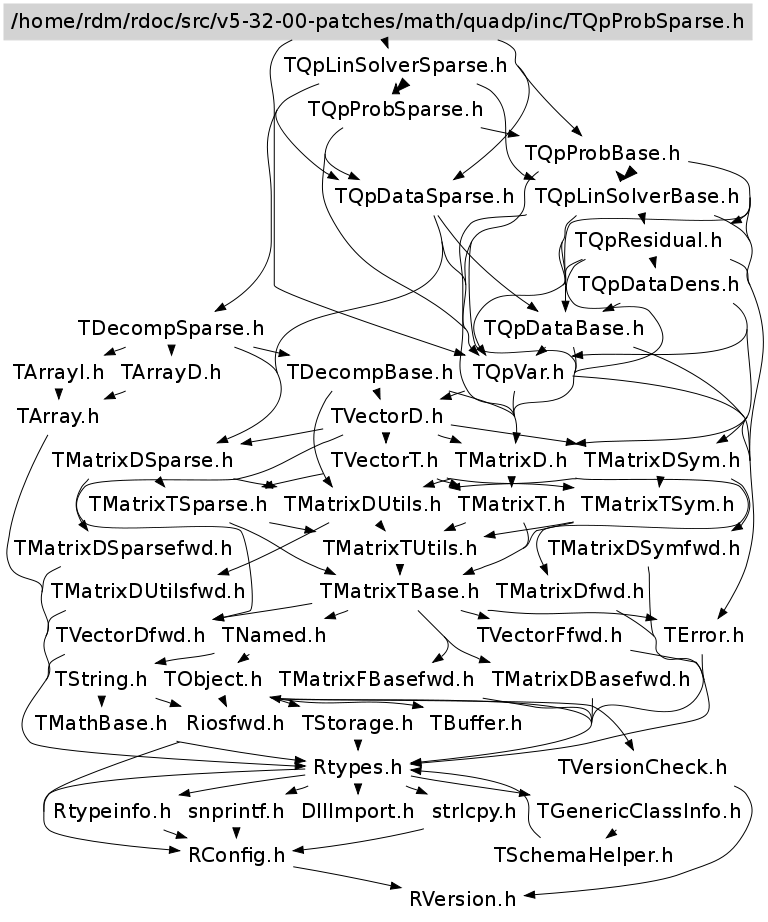 /home/rdm/rdoc/src/v5-32-00-patches/math/quadp/inc/TQpProbSparse.h
TQpLinSolverSparse.h
TQpProbSparse.h
TQpProbBase.h
TQpDataSparse.h TQpLinSolverBase.h
TQpResidual.h
TQpDataDens.h
TDecompSparse.h TQpDataBase.h
TArrayI.h TArrayD.h TDecompBase.h TQpVar.h
TArray.h TVectorD.h
TMatrixDSparse.h TVectorT.h TMatrixD.h TMatrixDSym.h
TMatrixTSparse.h TMatrixDUtils.h TMatrixT.h TMatrixTSym.h
TMatrixDSparsefwd.h TMatrixTUtils.h TMatrixDSymfwd.h
TMatrixDUtilsfwd.h TMatrixTBase.h TMatrixDfwd.h
TVectorDfwd.h TNamed.h TVectorFfwd.h TError.h
TString.h TObject.h TMatrixFBasefwd.h TMatrixDBasefwd.h
TMathBase.h Riosfwd.h TStorage.h TBuffer.h
Rtypes.h TVersionCheck.h
Rtypeinfo.h snprintf.h DllImport.h strlcpy.h TGenericClassInfo.h
RConfig.h TSchemaHelper.h
RVersion.h